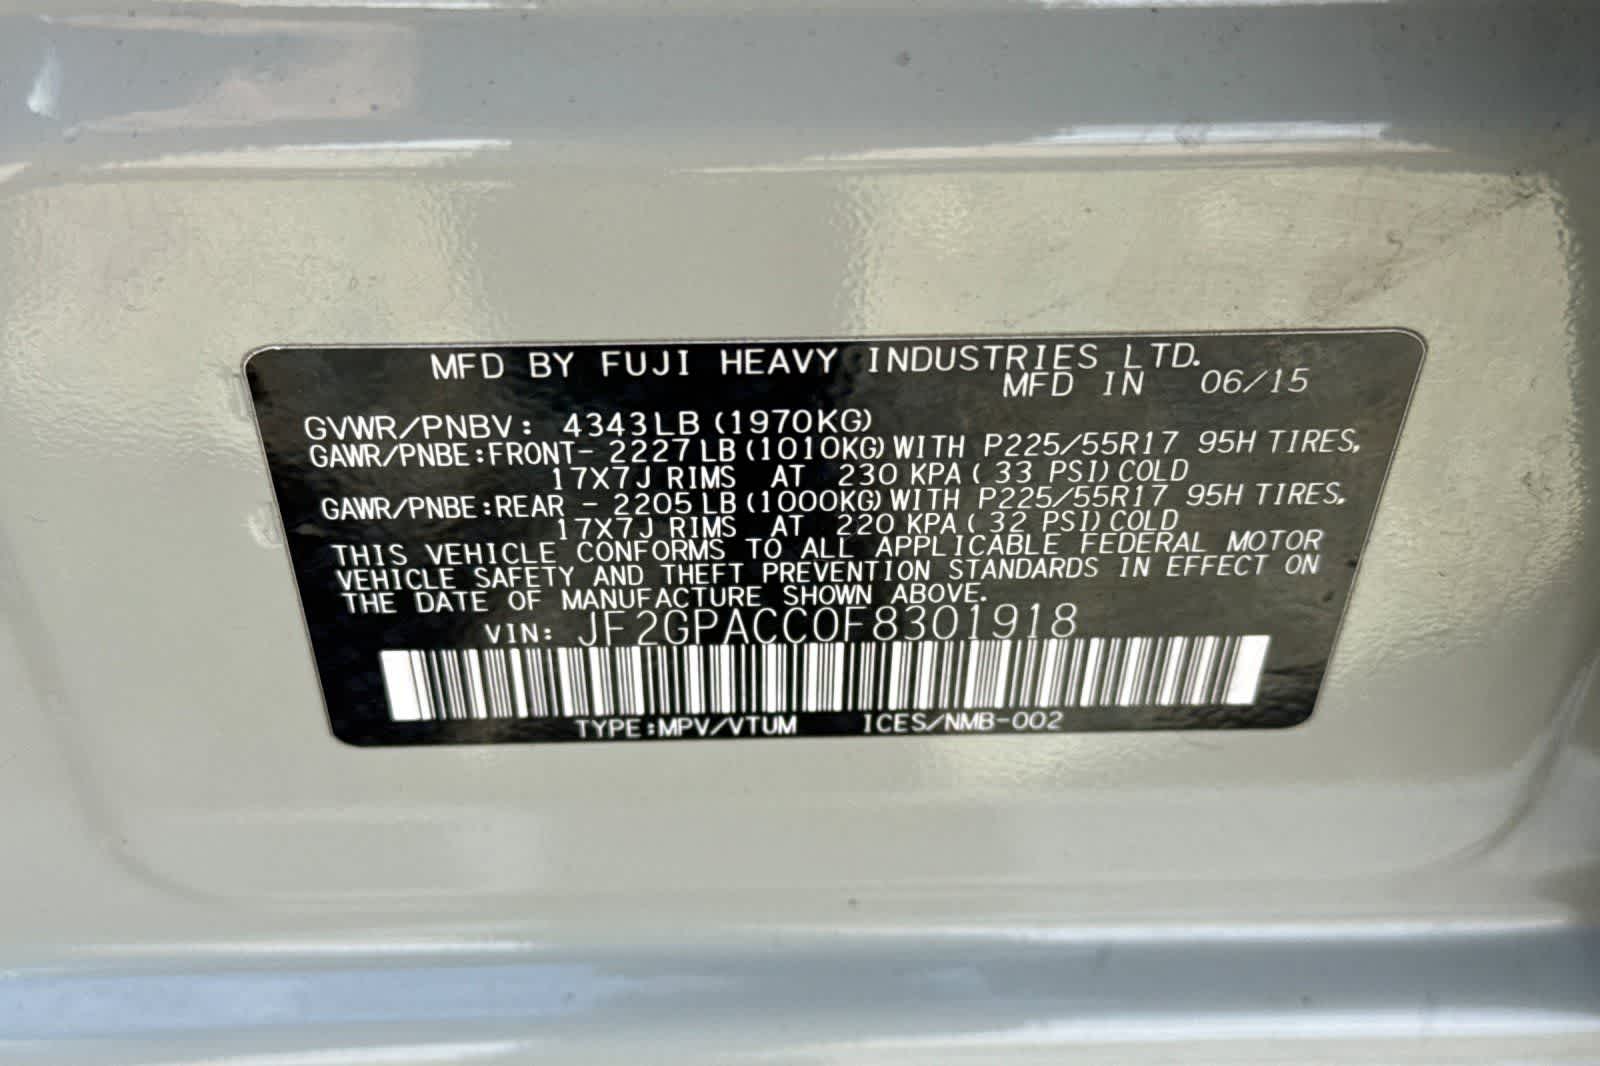 MFD BY FUJI HEAVY INDUSTRIES LTD.
MFD IN 06/15
GVWR/PNBV: 4343LB (1970KG)
GAWR/PNBE:FRONT- 2227LB (1010KG) WITH P225/55R17 95H TIRES,
17X7J RIMS AT 230 KPA ( 33 PSI) COLD
GAWR/PNBE:REAR - 2205LB (1000KG) WITH P225/55R17 95H TIRES,
17X7J RIMS AT 220 KPA ( 32 PSI) COLD
THIS VEHICLE CONFORMS TO ALL APPLICABLE FEDERAL MOTOR
VEHICLE SAFETY AND THEFT PREVENTION STANDARDS IN EFFECT ON
THE DATE OF MANUFACTURE SHOWN ABOVE.
VIN: JF2GPACC0F8301918
TYPE:MPV/VTUM ICES/NMB-002